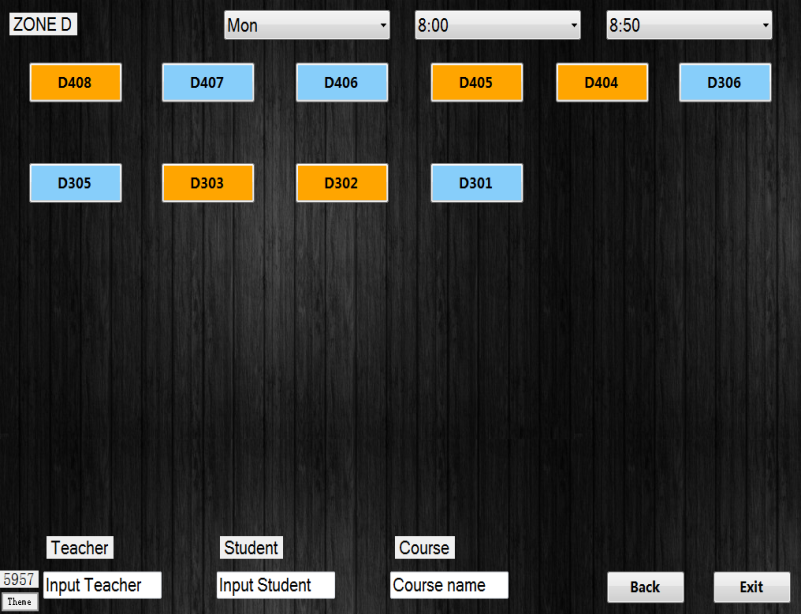 ZONE D
Mon
8:00
8:50
D408
D407
D406
D405
D404
D306
D305
D303
D302
D301
Teacher
Student
Course
5957
Input Teacher
Input Student
Course name
Back
Exit
Theme